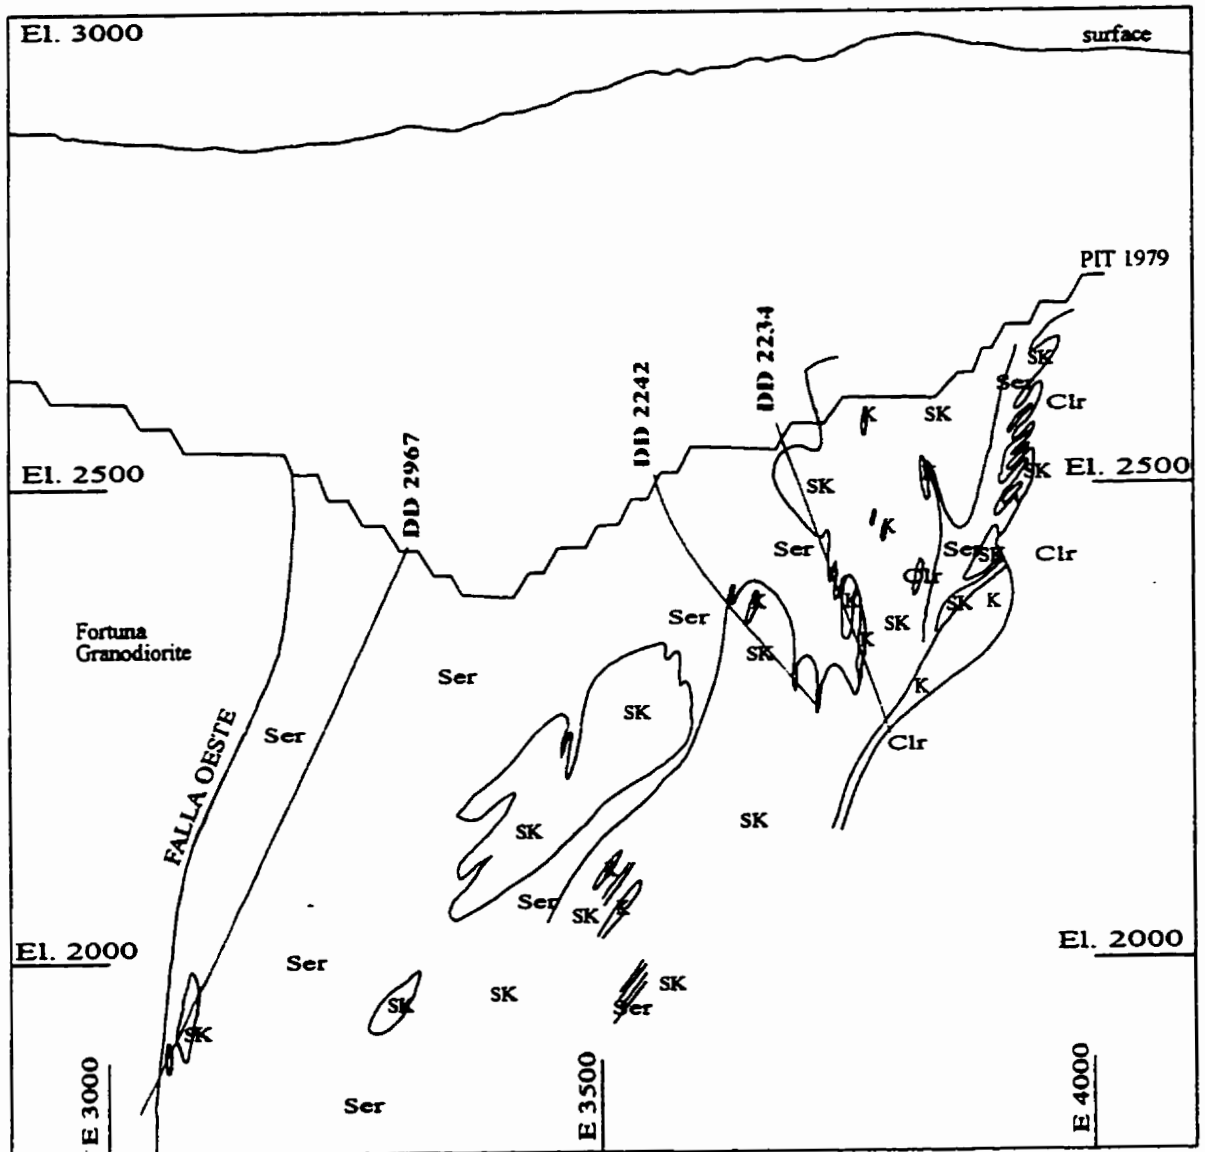 El. 3000
surface
PIT 1979
DD 2234
DD 2242
SK
Ser
K
SK
Clr
DD 2967
El. 2500
SK
SK
El. 2500
K
Ser
Ser
SK
Clr
Clr
K
K
SK
K
Ser
SK
Fortuna
Granodiorite
K
SK
Ser
K
SK
FALLA OESTE
Ser
Clr
SK
SK
K
Ser
SK
K
El. 2000
El. 2000
Ser
SK
SK
SK
Ser
SK
E 3000
E 3500
E 4000
Ser